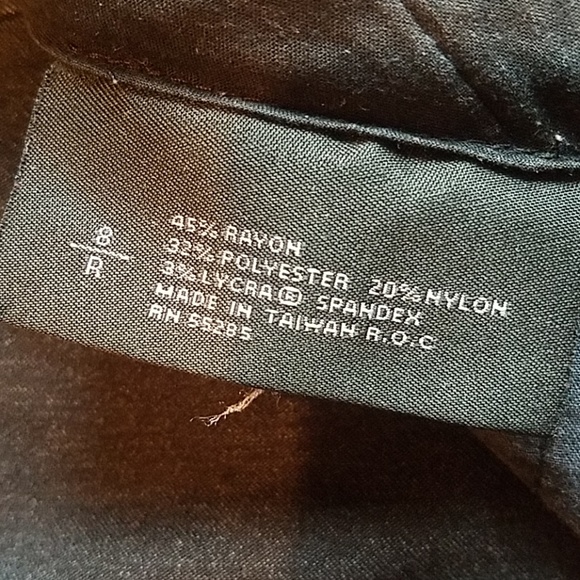 8
R
45% RAYON
32% POLYESTER 20% NYLON
3% LYCRA® SPANDEX
MADE IN TAIWAN R.O.C
RN 55285